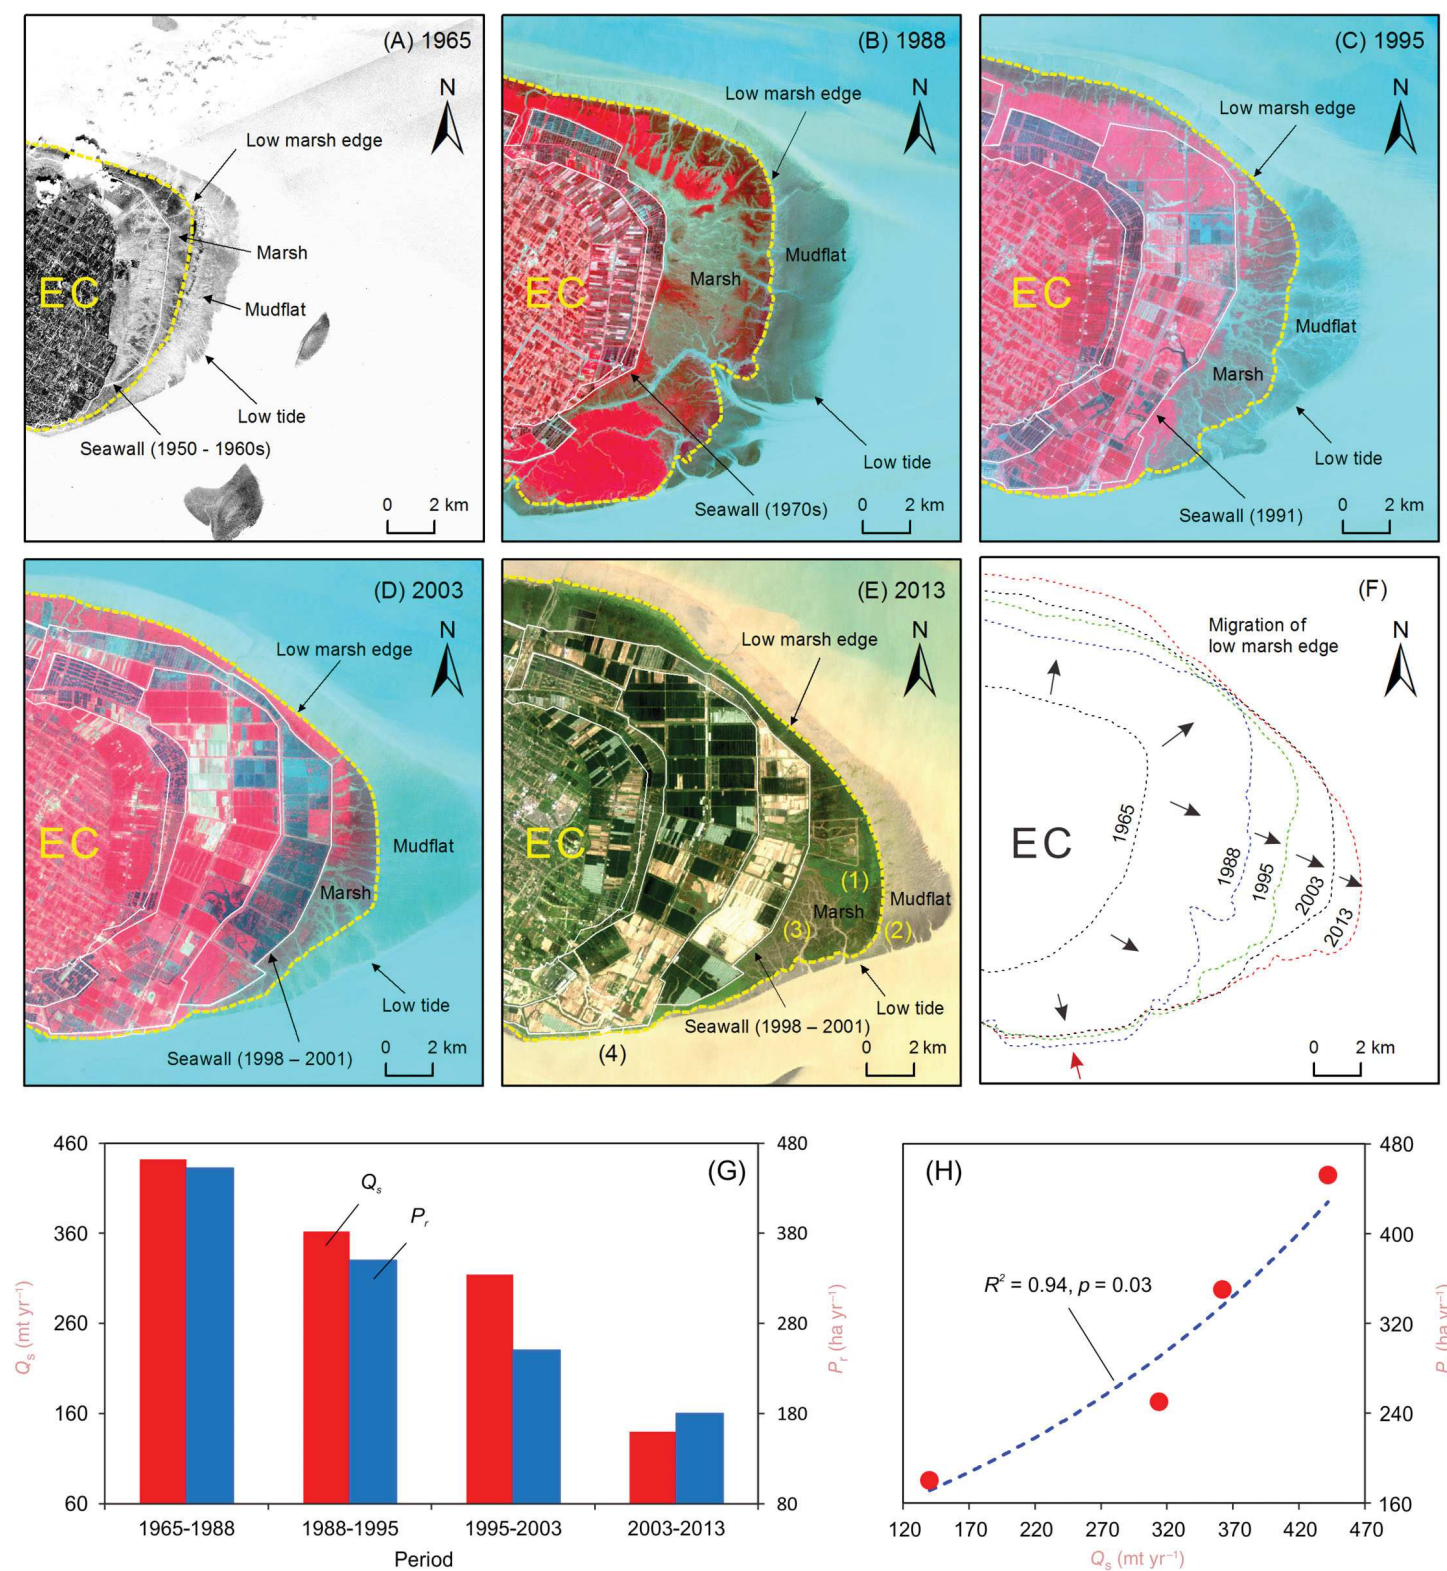 (A) 1965
N
Low marsh edge
Marsh
EC
Mudflat
Low tide
Seawall (1950 - 1960s)
0 2 km
(B) 1988
N
Low marsh edge
Mudflat
Marsh
Low tide
Seawall (1970s)
0 2 km
(C) 1995
N
Low marsh edge
EC
Mudflat
Marsh
Low tide
Seawall (1991)
0 2 km
(D) 2003
N
Low marsh edge
EC
Mudflat
Marsh
Low tide
Seawall (1998 – 2001)
0 2 km
(E) 2013
N
Low marsh edge
EC
(1)
Mudflat
Marsh
(3)
(2)
Low tide
Seawall (1998 – 2001)
(4)
0 2 km
(F)
Migration of
low marsh edge
N
EC
1965
1988
1995
2003
2013
0 2 km
(G)
460
360
260
160
60
Qs (mt yr⁻¹)
Qs
Pr
480
380
280
180
80
Pr (ha yr⁻¹)
1965-1988 1988-1995 1995-2003 2003-2013
Period
(H)
R² = 0.94, p = 0.03
480
400
320
240
160
(ha yr⁻¹)
120 170 220 270 320 370 420 470
Qs (mt yr⁻¹)